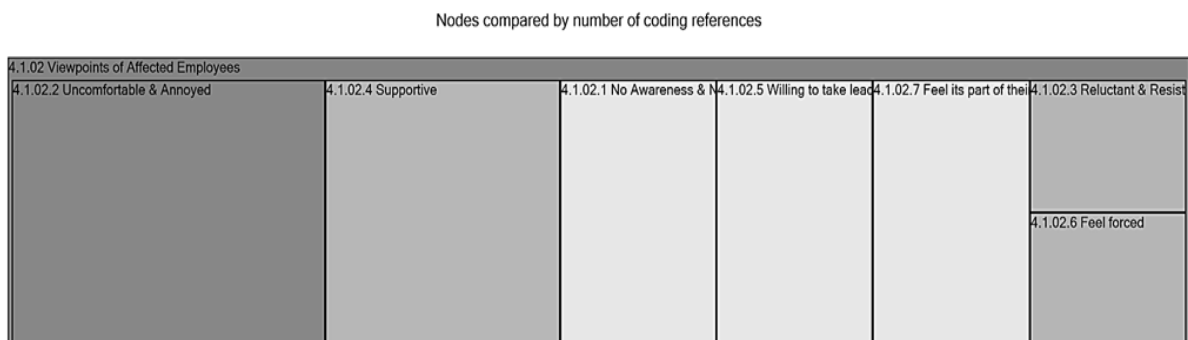 Nodes compared by number of coding references
4.1.02 Viewpoints of Affected Employees
4.1.02.2 Uncomfortable & Annoyed
4.1.02.4 Supportive
4.1.02.1 No Awareness & N
4.1.02.5 Willing to take lead
4.1.02.7 Feel its part of thei
4.1.02.3 Reluctant & Resist
4.1.02.6 Feel forced